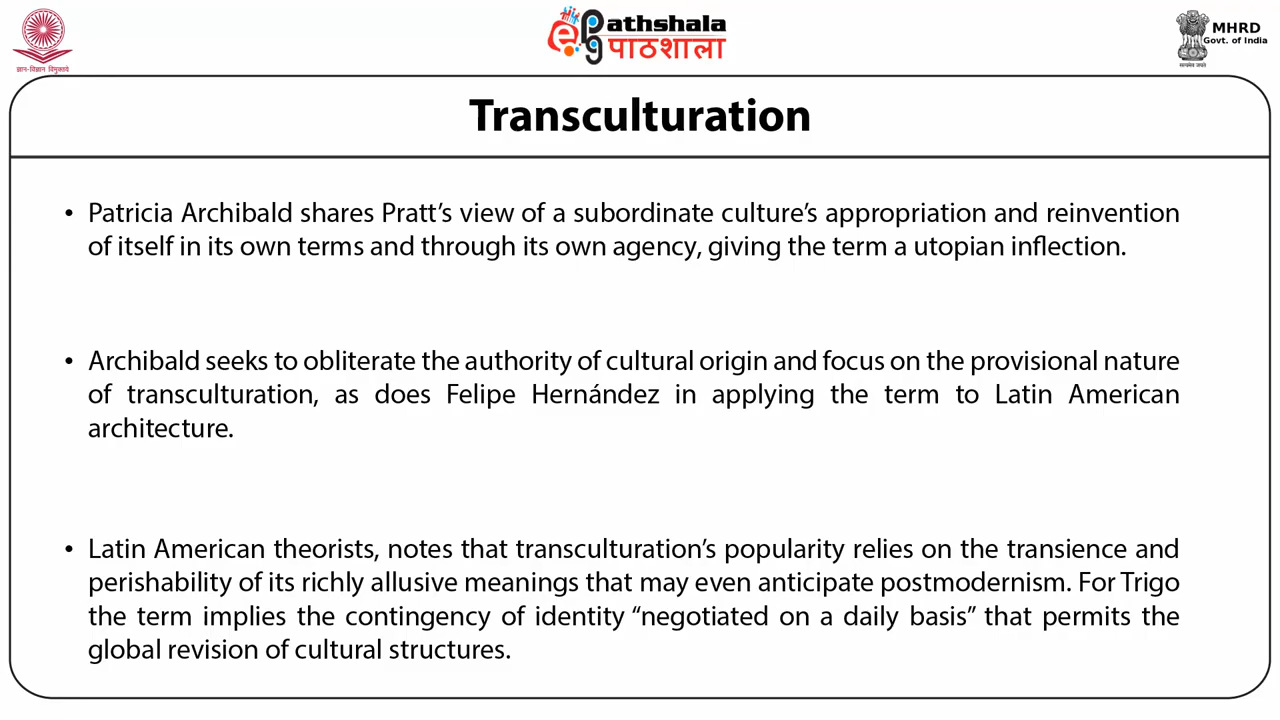 ज्ञान-विज्ञान विमुक्तये
epg athshala
पाठशाला
MHRD
Govt. of India
सत्यमेव जयते
Transculturation
• Patricia Archibald shares Pratt’s view of a subordinate culture’s appropriation and reinvention
of itself in its own terms and through its own agency, giving the term a utopian inflection.
• Archibald seeks to obliterate the authority of cultural origin and focus on the provisional nature
of transculturation, as does Felipe Hernández in applying the term to Latin American
architecture.
• Latin American theorists, notes that transculturation’s popularity relies on the transience and
perishability of its richly allusive meanings that may even anticipate postmodernism. For Trigo
the term implies the contingency of identity “negotiated on a daily basis” that permits the
global revision of cultural structures.